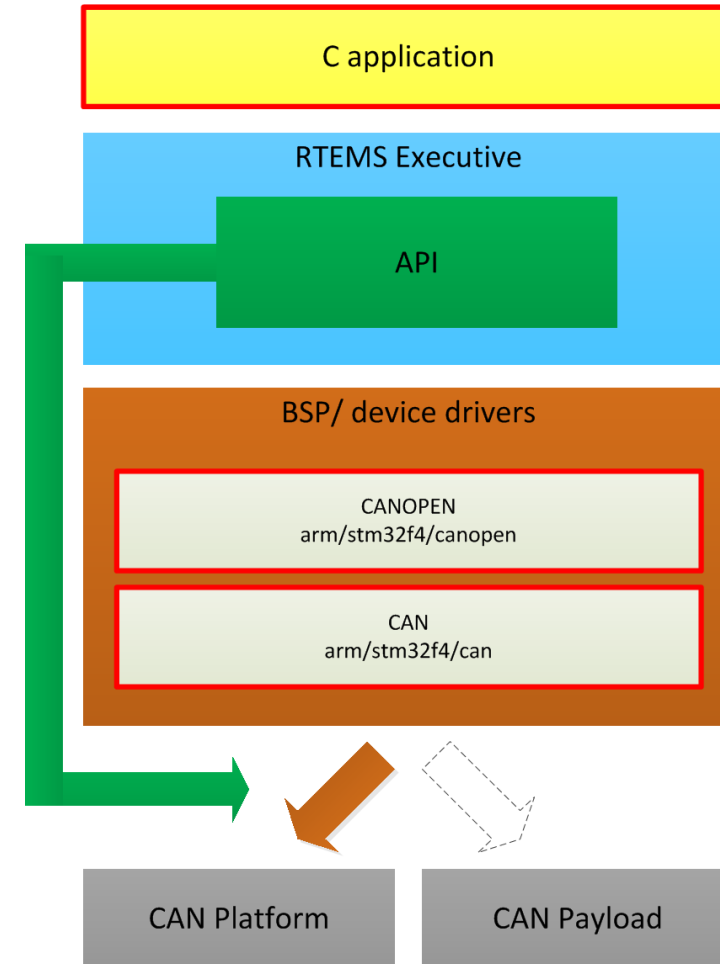 C application
RTEMS Executive
API
BSP/ device drivers
CANOPEN
arm/stm32f4/canopen
CAN
arm/stm32f4/can
CAN Platform
CAN Payload